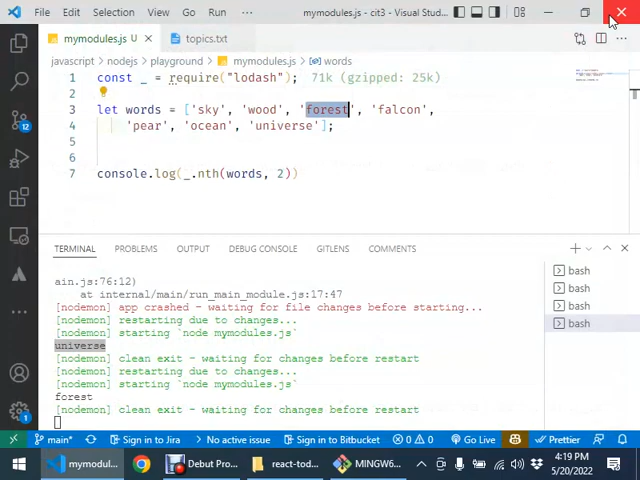 File Edit Selection View Go Run ··· mymodules.js - cit3 - Visual Stud...
mymodules.js topics.txt
javascript > nodejs > playground > mymodules.js > words
1 const _ = require("lodash"); 71k (gzipped: 25k)
2
3 let words = ['sky', 'wood', 'forest', 'falcon',
4 'pear', 'ocean', 'universe'];
5
6
7 console.log(_.nth(words, 2))
TERMINAL PROBLEMS OUTPUT DEBUG CONSOLE GITLENS COMMENTS
ain.js:76:12)
at internal/main/run_main_module.js:17:47
[nodemon] app crashed - waiting for file changes before starting...
[nodemon] restarting due to changes...
[nodemon] starting `node mymodules.js`
universe
[nodemon] clean exit - waiting for changes before restart
[nodemon] restarting due to changes...
[nodemon] starting `node mymodules.js`
forest
[nodemon] clean exit - waiting for changes before restart
bash
bash
bash
bash
12
1
main* Sign in to Jira No active issue Sign in to Bitbucket 0 0 Go Live Prettier
mymodul... Debut Pro... react-tod... MINGW6... 4:19 PM
5/20/2022